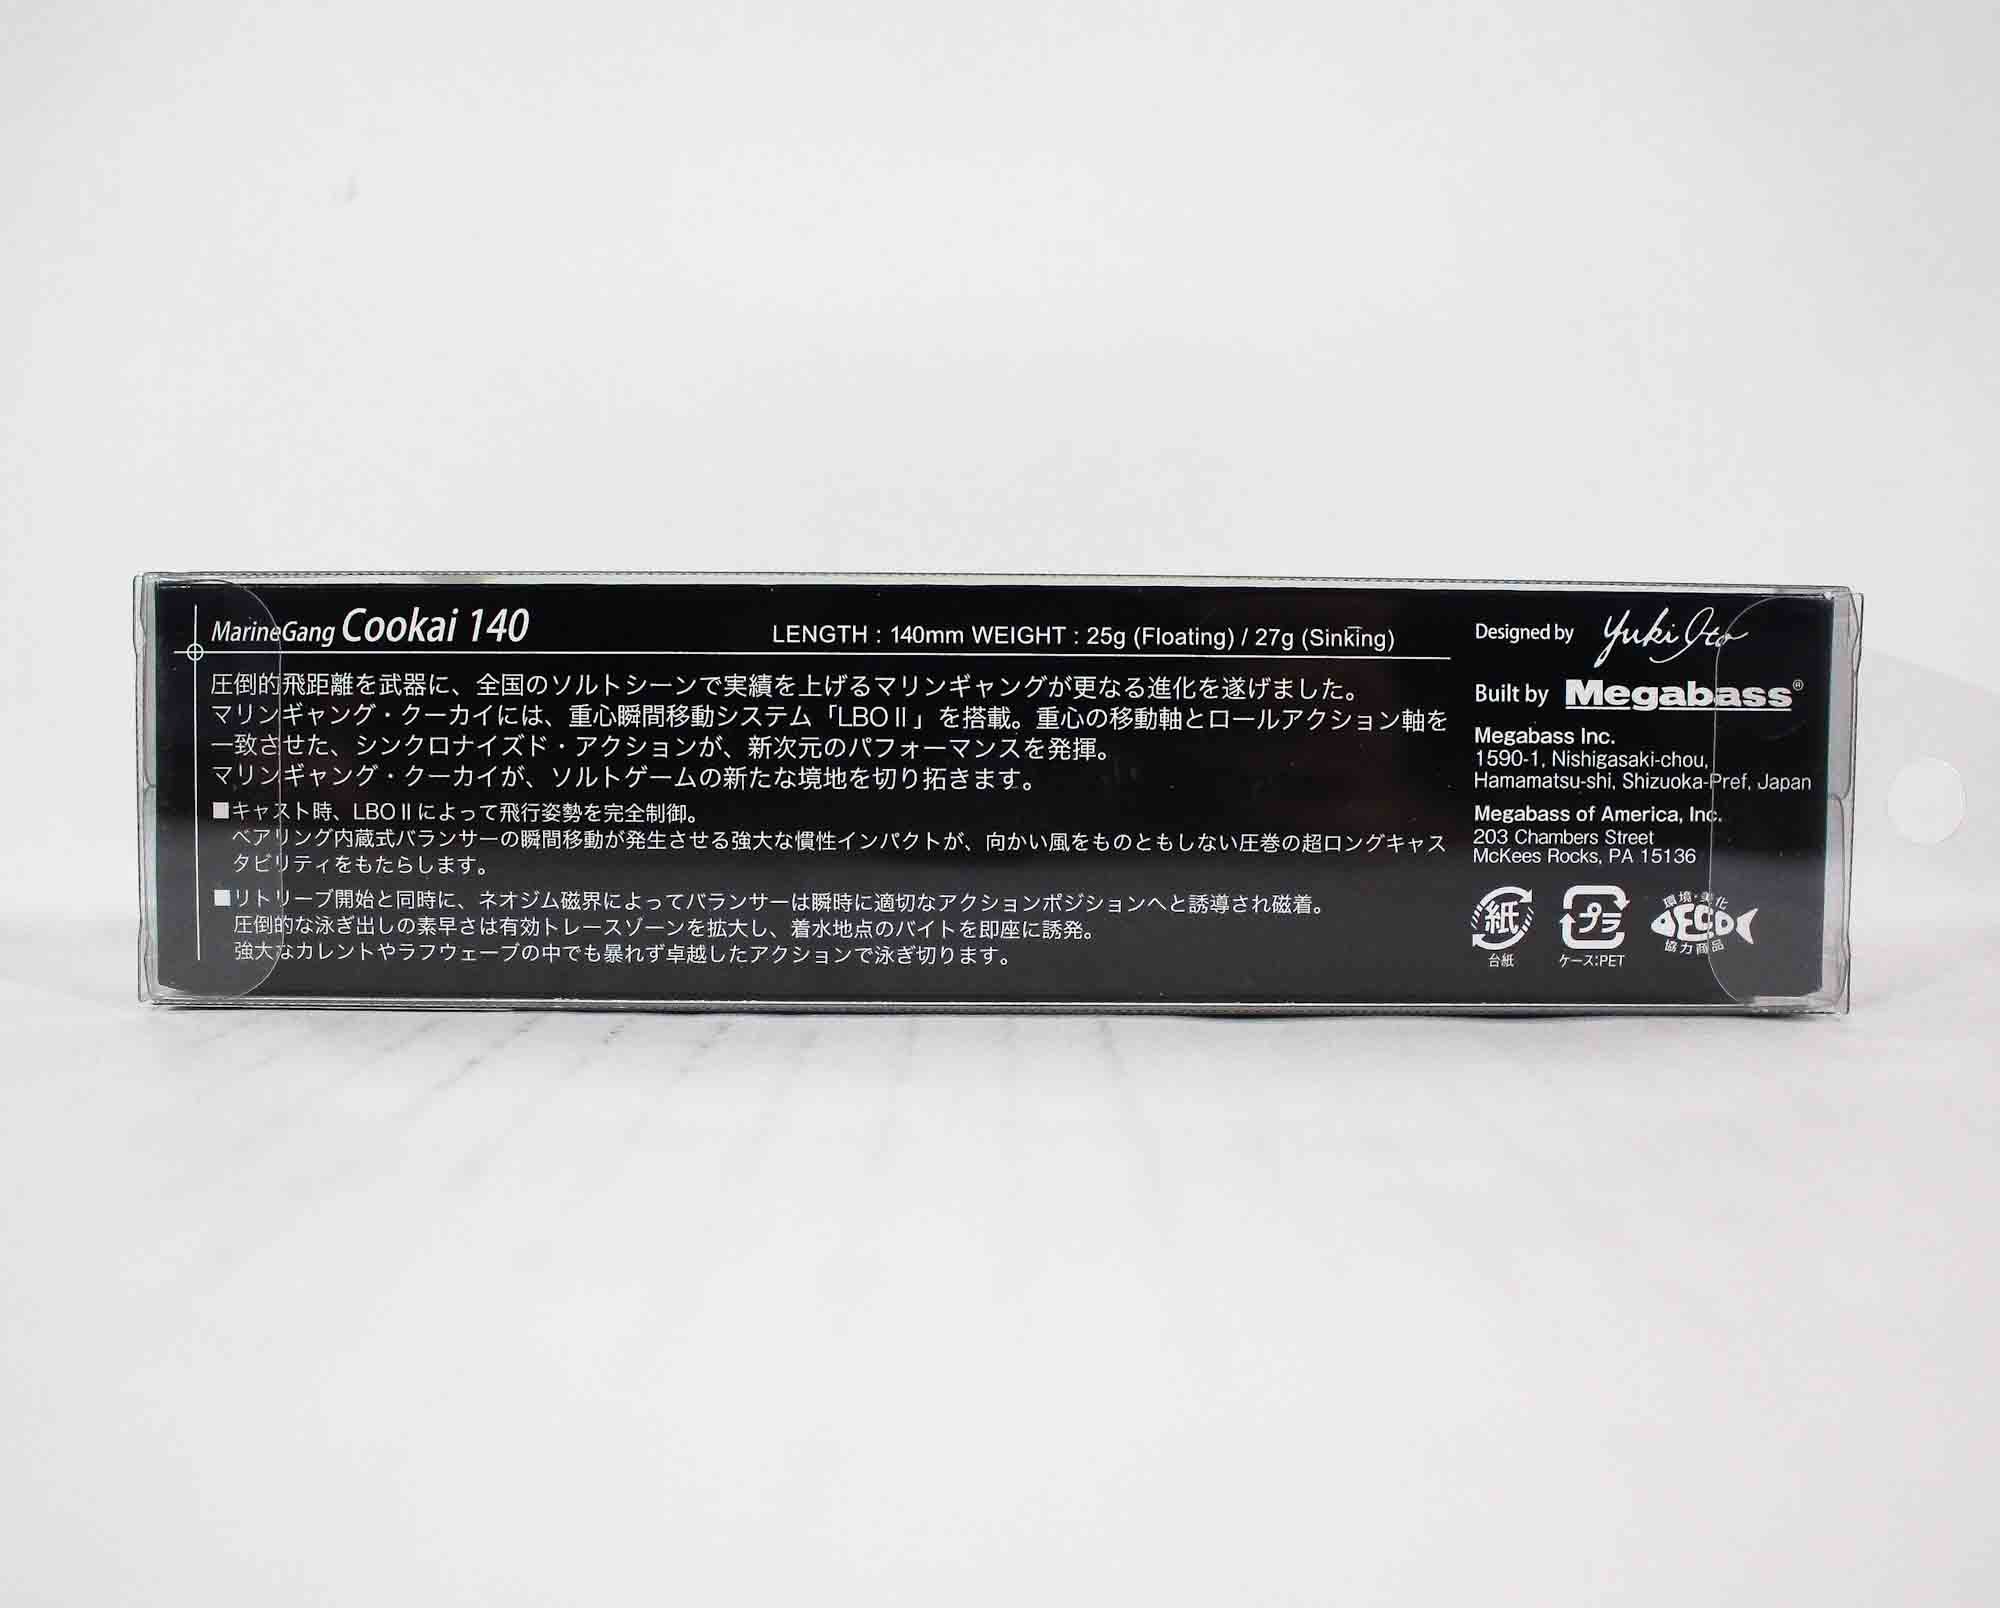 MarineGang Cookai 140
LENGTH : 140mm WEIGHT : 25g (Floating) / 27g (Sinking)
圧倒的飛距離を武器に、全国のソルトシーンで実績を上げるマリンギャングが更なる進化を遂げました。
マリンギャング・クーカイには、重心瞬間移動システム「LBOⅡ」を搭載。重心の移動軸とロールアクション軸を
一致させた、シンクロナイズド・アクションが、新次元のパフォーマンスを発揮。
マリンギャング・クーカイが、ソルトゲームの新たな境地を切り拓きます。
■キャスト時、LBOⅡによって飛行姿勢を完全制御。
ベアリング内蔵式バランサーの瞬間移動が発生させる強大な慣性インパクトが、向かい風をものともしない圧巻の超ロングキャス
タビリティをもたらします。
■リトリーブ開始と同時に、ネオジム磁界によってバランサーは瞬時に適切なアクションポジションへと誘導され磁着。
圧倒的な泳ぎ出しの素早さは有効トレースゾーンを拡大し、着水地点のバイトを即座に誘発。
強大なカレントやラフウェーブの中でも暴れず卓越したアクションで泳ぎ切ります。
Designed by Yuki Ito
Built by Megabass®
Megabass Inc.
1590-1, Nishigasaki-chou,
Hamamatsu-shi, Shizuoka-Pref, Japan
Megabass of America, Inc.
203 Chambers Street
McKees Rocks, PA 15136
紙
台紙
プラ
ケース:PET
環境・美化
ECO
協力商品